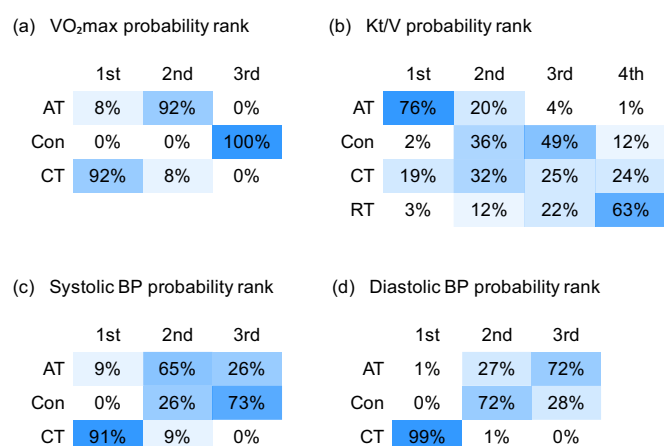 (a) VO₂max probability rank
1st 2nd 3rd
AT 8% 92% 0%
Con 0% 0% 100%
CT 92% 8% 0%
(b) Kt/V probability rank
1st 2nd 3rd 4th
AT 76% 20% 4% 1%
Con 2% 36% 49% 12%
CT 19% 32% 25% 24%
RT 3% 12% 22% 63%
(c) Systolic BP probability rank
1st 2nd 3rd
AT 9% 65% 26%
Con 0% 26% 73%
CT 91% 9% 0%
(d) Diastolic BP probability rank
1st 2nd 3rd
AT 1% 27% 72%
Con 0% 72% 28%
CT 99% 1% 0%